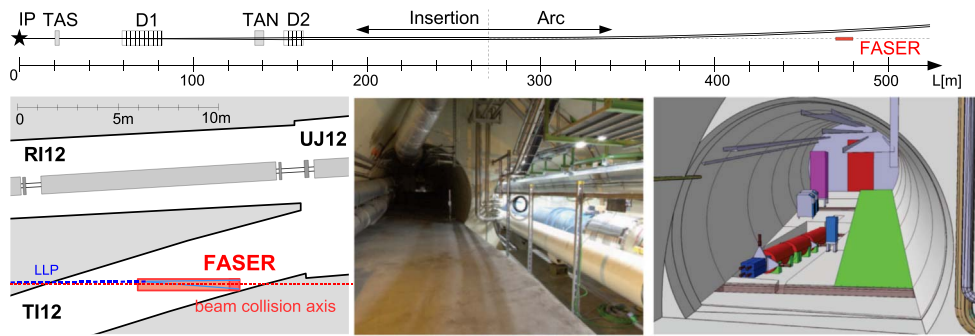 IP TAS D1 TAN D2 Insertion Arc
FASER
0 100 200 300 400 500 L[m]
0 5m 10m
RI12 UJ12
LLP FASER
TI12 beam collision axis